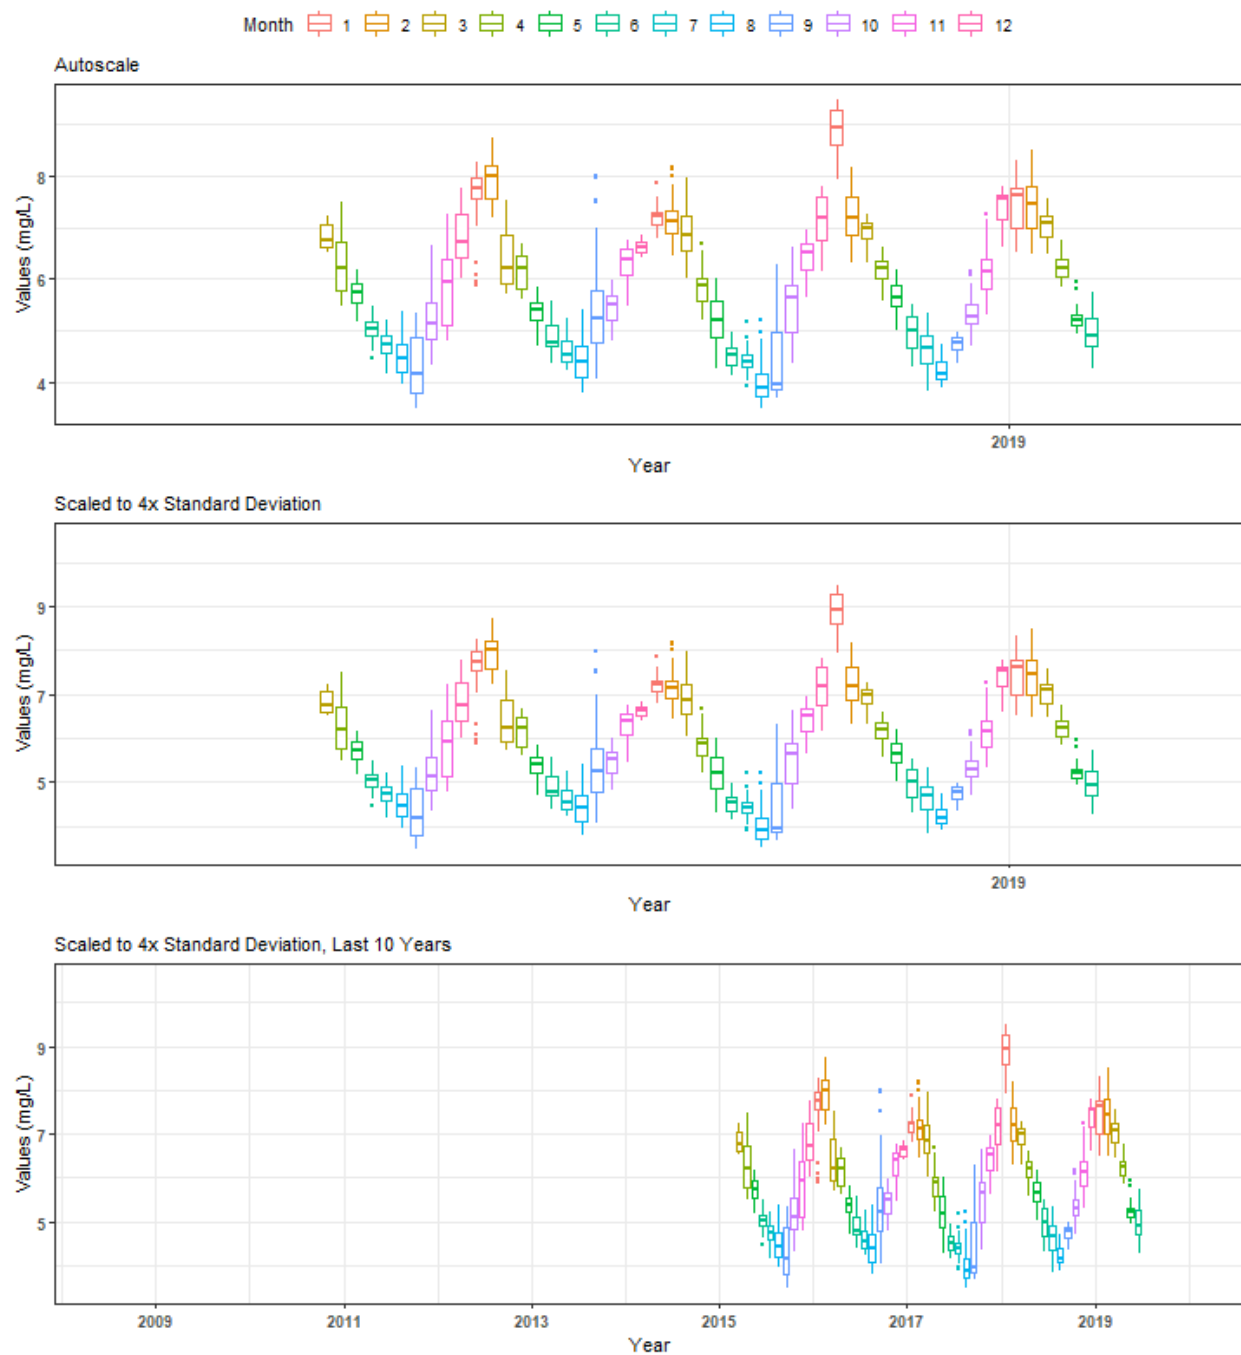 Month 1 2 3 4 5 6 7 8 9 10 11 12
Autoscale
Values (mg/L)
8
6
4
2019
Year
Scaled to 4x Standard Deviation
Values (mg/L)
9
7
5
2019
Year
Scaled to 4x Standard Deviation, Last 10 Years
Values (mg/L)
9
7
5
2009 2011 2013 2015 2017 2019
Year